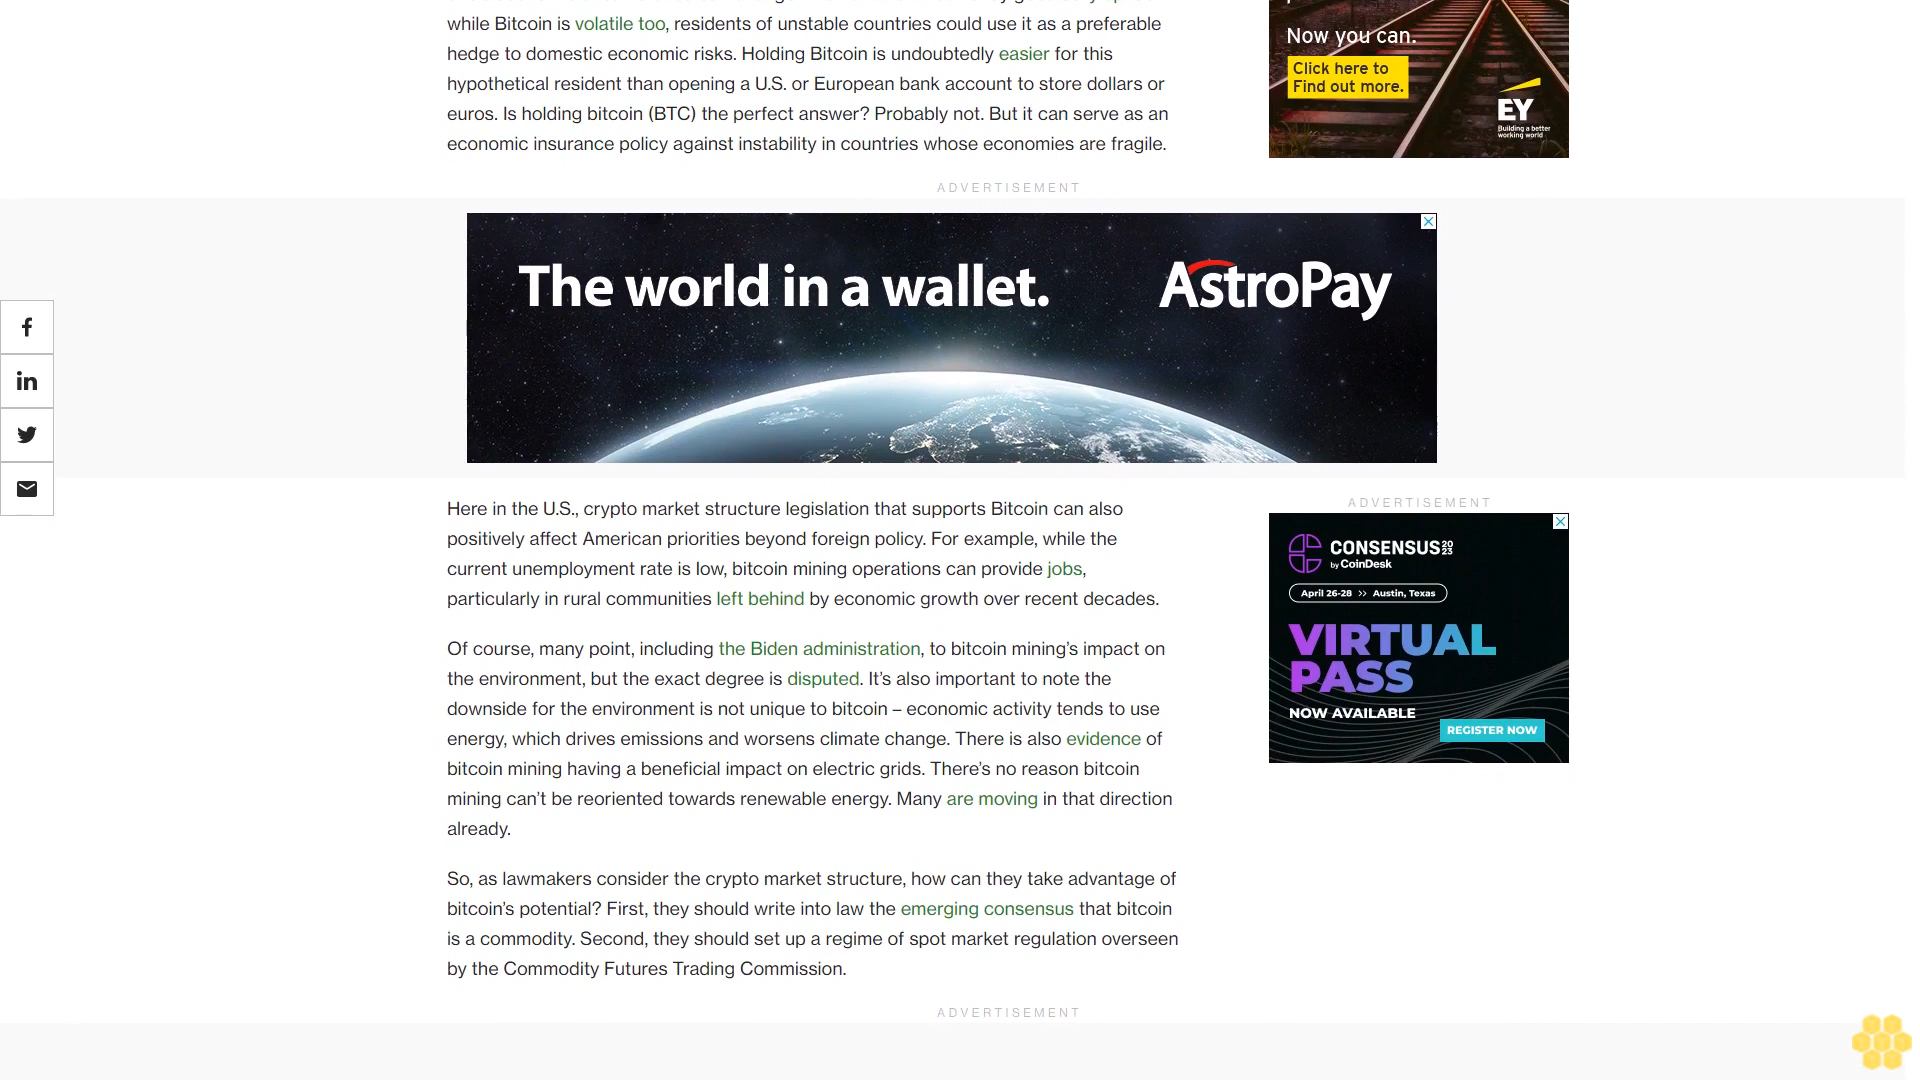 while Bitcoin is volatile too, residents of unstable countries could use it as a preferable
hedge to domestic economic risks. Holding Bitcoin is undoubtedly easier for this
hypothetical resident than opening a U.S. or European bank account to store dollars or
euros. Is holding bitcoin (BTC) the perfect answer? Probably not. But it can serve as an
economic insurance policy against instability in countries whose economies are fragile.
Now you can.
Click here to
Find out more.
EY
Building a better
working world
ADVERTISEMENT
The world in a wallet.
AstroPay
Here in the U.S., crypto market structure legislation that supports Bitcoin can also
positively affect American priorities beyond foreign policy. For example, while the
current unemployment rate is low, bitcoin mining operations can provide jobs,
particularly in rural communities left behind by economic growth over recent decades.
Of course, many point, including the Biden administration, to bitcoin mining’s impact on
the environment, but the exact degree is disputed. It’s also important to note the
downside for the environment is not unique to bitcoin – economic activity tends to use
energy, which drives emissions and worsens climate change. There is also evidence of
bitcoin mining having a beneficial impact on electric grids. There’s no reason bitcoin
mining can’t be reoriented towards renewable energy. Many are moving in that direction
already.
So, as lawmakers consider the crypto market structure, how can they take advantage of
bitcoin’s potential? First, they should write into law the emerging consensus that bitcoin
is a commodity. Second, they should set up a regime of spot market regulation overseen
by the Commodity Futures Trading Commission.
ADVERTISEMENT
CONSENSUS 2023
by CoinDesk
April 26-28 >> Austin, Texas
VIRTUAL
PASS
NOW AVAILABLE
REGISTER NOW
ADVERTISEMENT